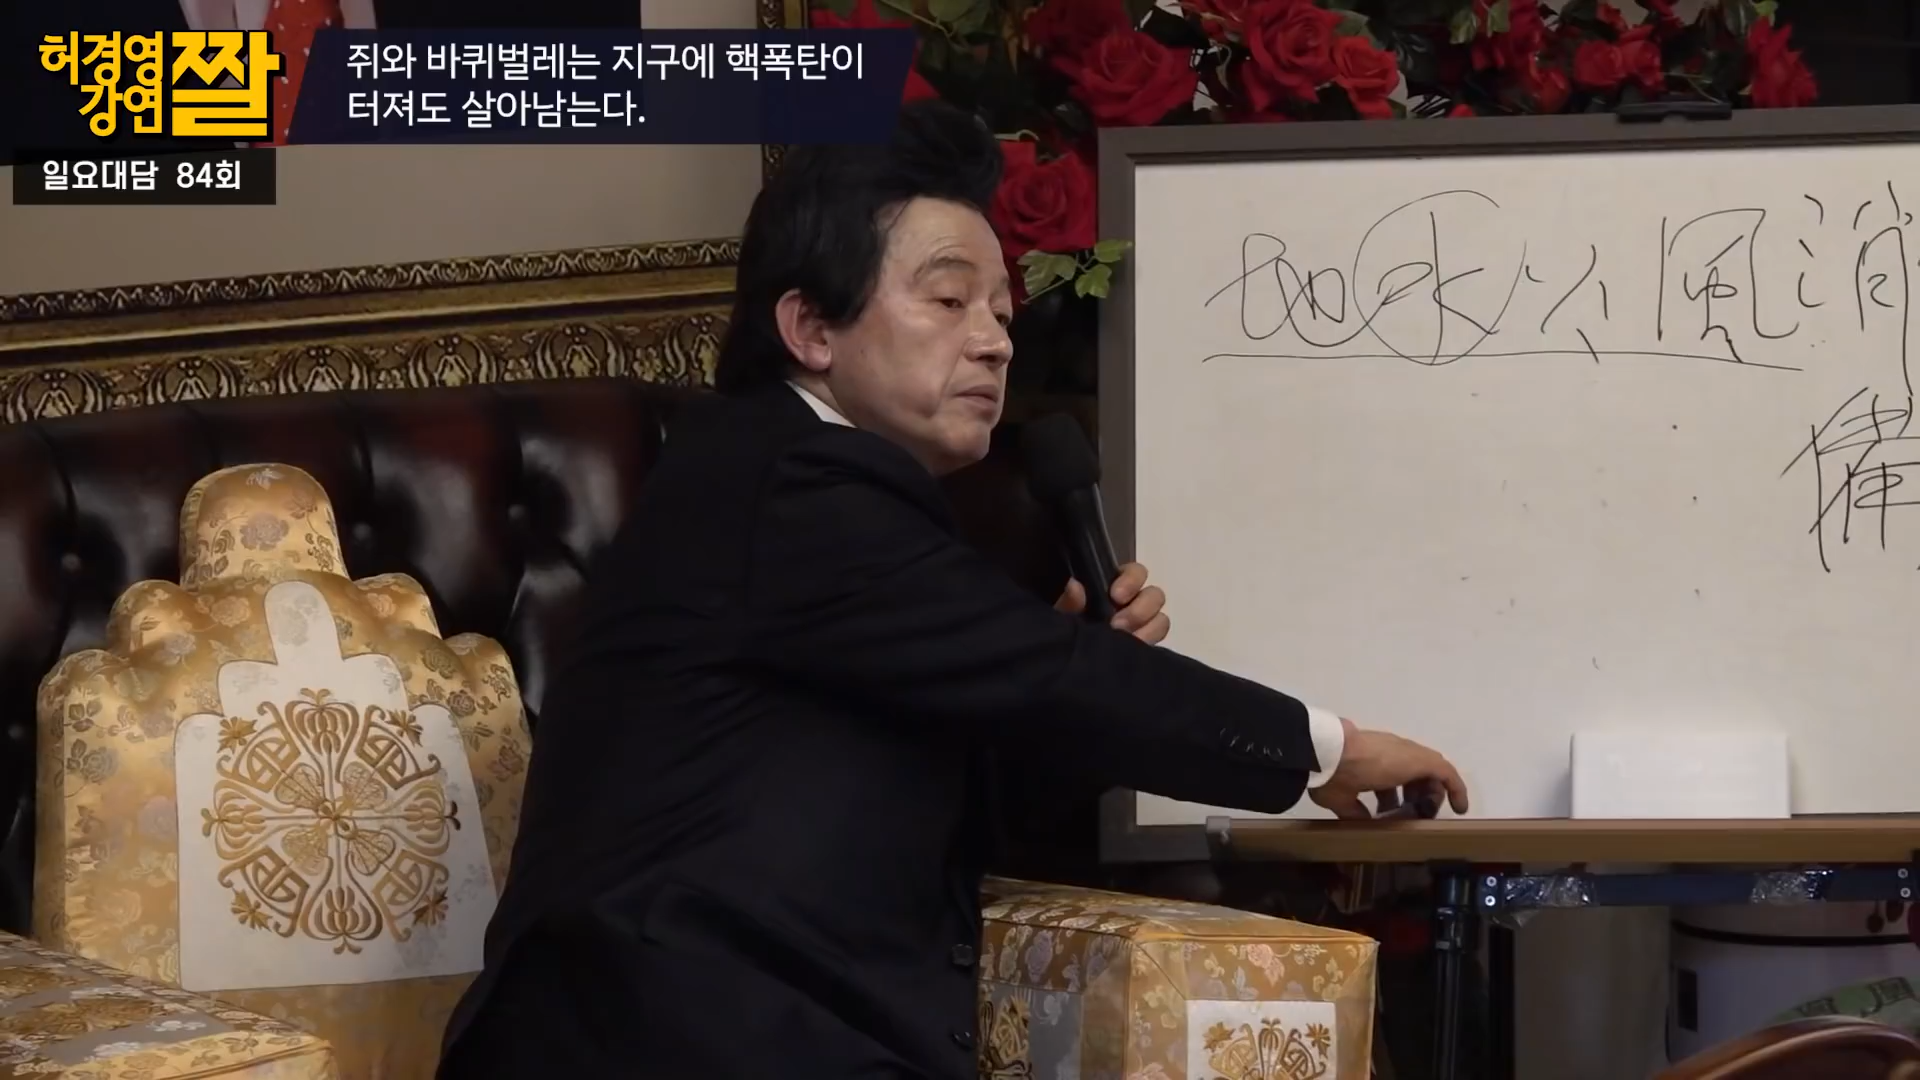 허경영
강연
짤
쥐와 바퀴벌레는 지구에 핵폭탄이
터져도 살아남는다.
일요대담 84회
地水火風消
備